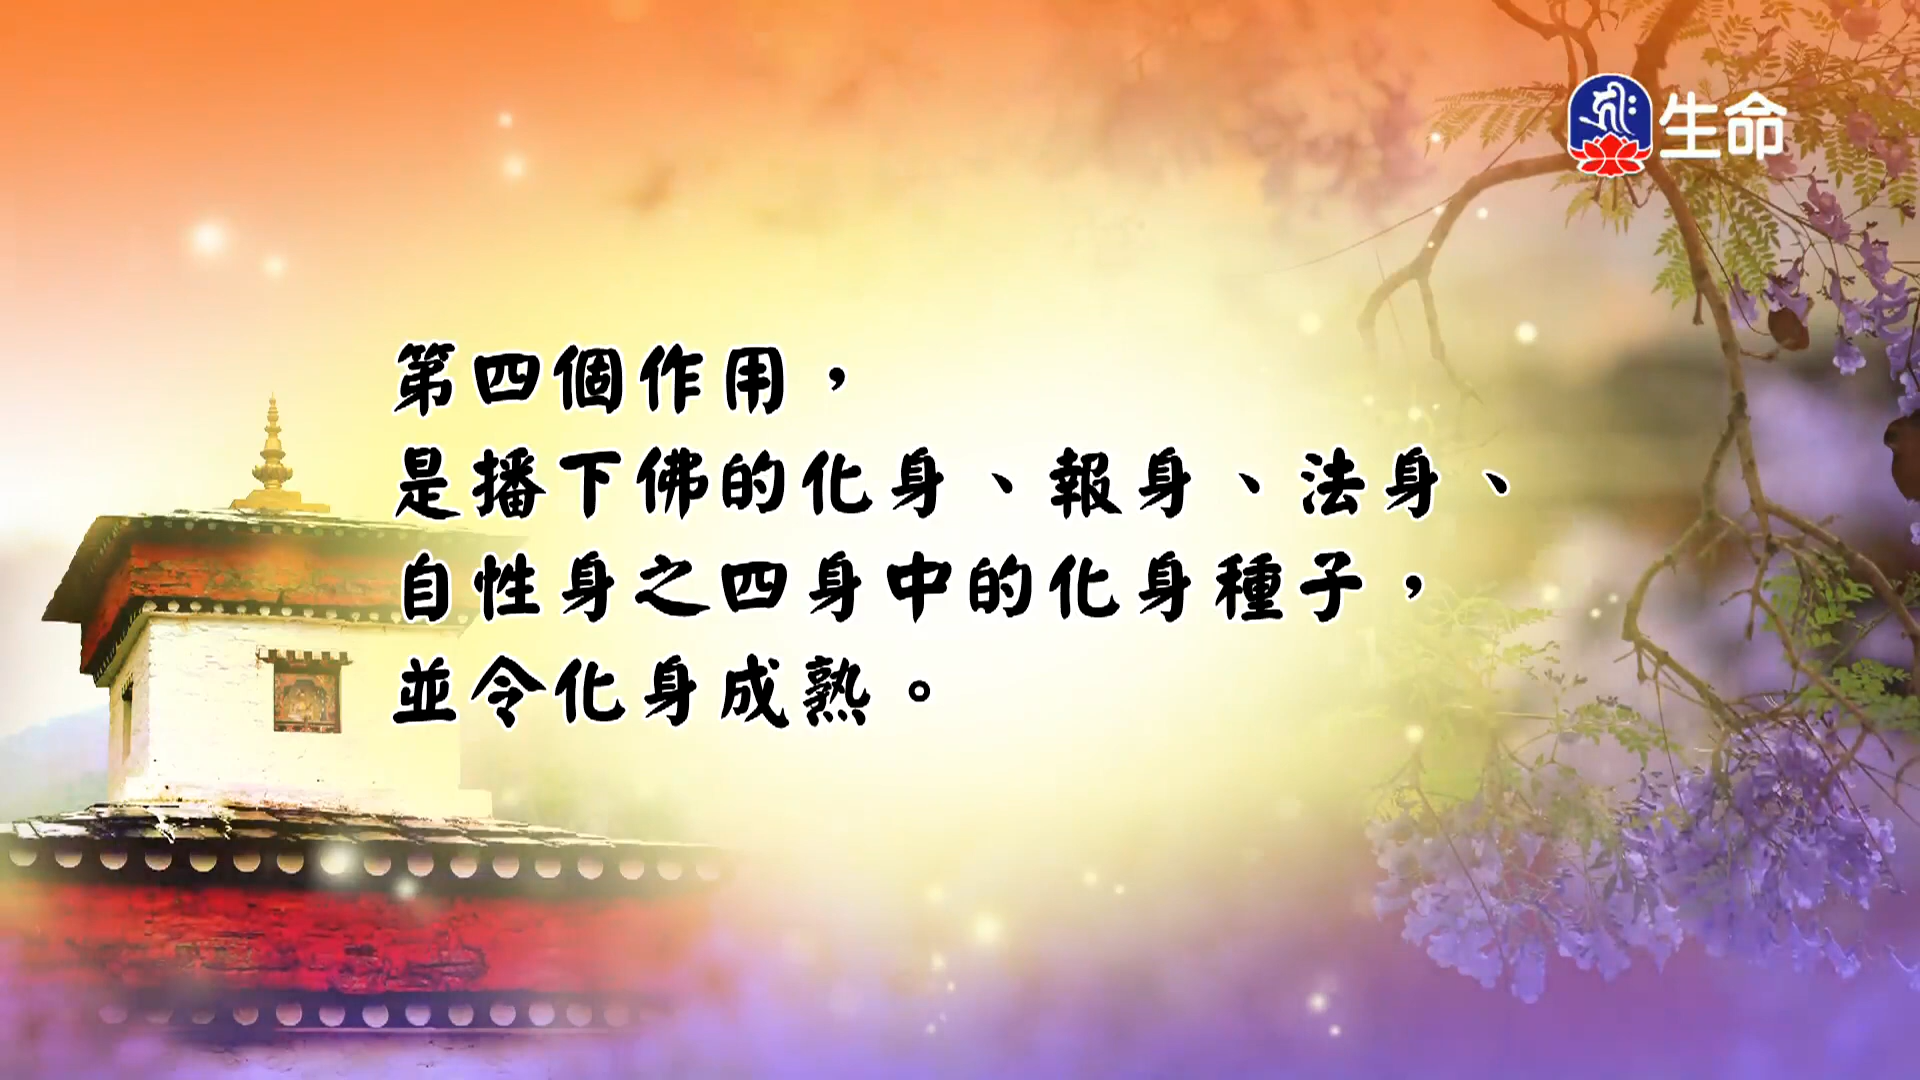 生命
第四個作用，
是播下佛的化身、報身、法身、
自性身之四身中的化身種子，
並令化身成熟。